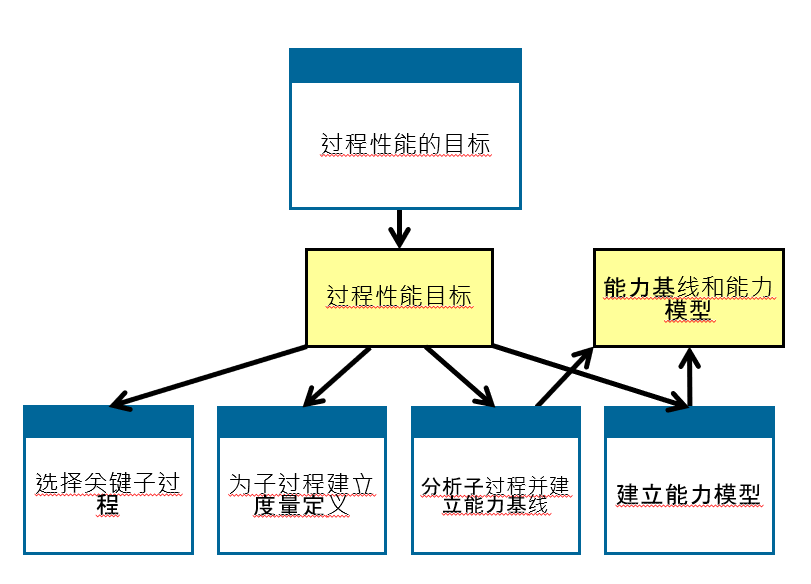 过程性能的目标
过程性能目标
能力基线和能力
模型
选择关键子过
程
为子过程建立
度量定义
分析子过程并建
立能力基线
建立能力模型